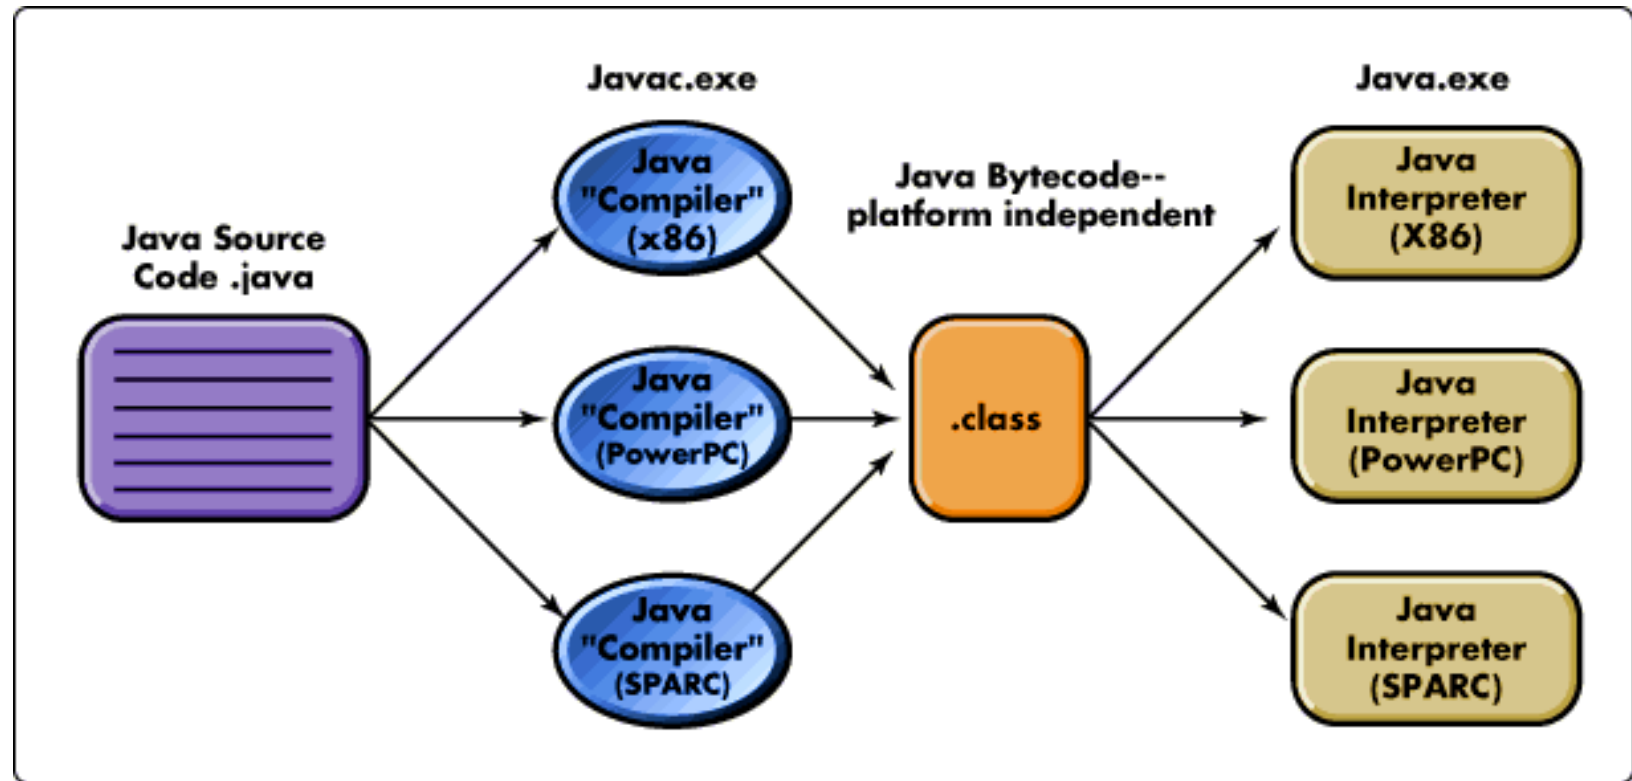 Javac.exe
Java.exe
Java
"Compiler"
(x86)
Java Bytecode--
platform independent
Java
Interpreter
(X86)
Java Source
Code .java
Java
"Compiler"
(PowerPC)
.class
Java
Interpreter
(PowerPC)
Java
"Compiler"
(SPARC)
Java
Interpreter
(SPARC)